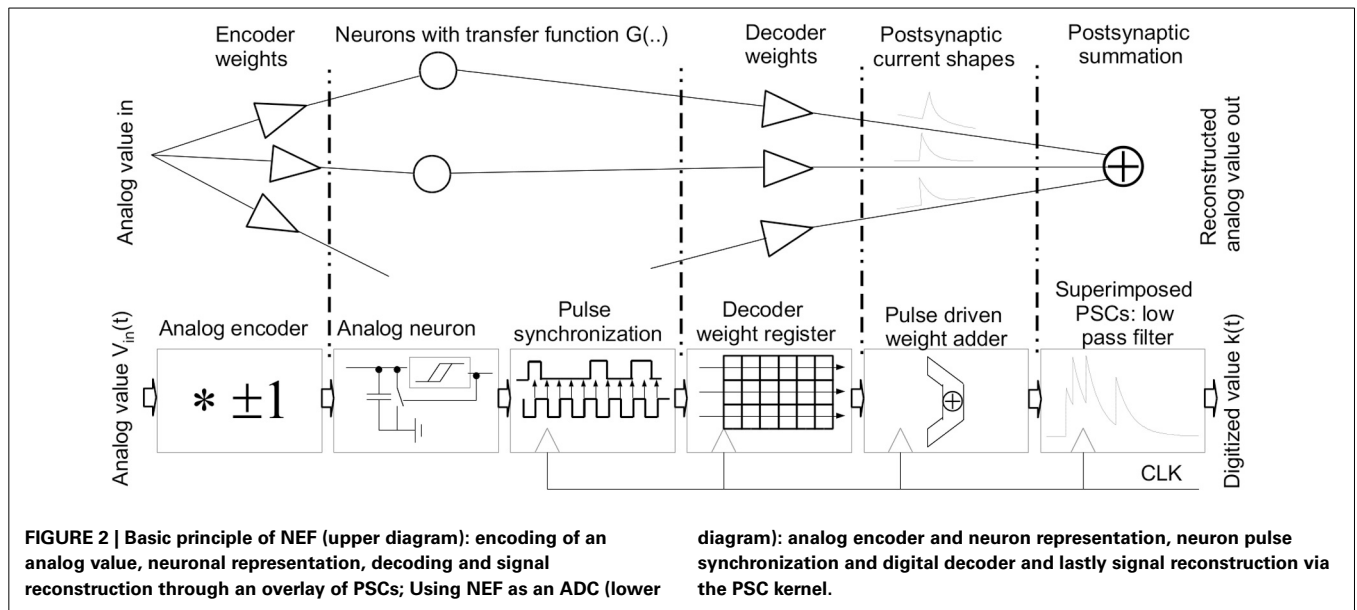 Encoder weights
Neurons with transfer function G(..)
Decoder weights
Postsynaptic current shapes
Postsynaptic summation
Analog value in
Reconstructed analog value out
Analog value V_in(t)
Analog encoder
* ±1
Analog neuron
Pulse synchronization
Decoder weight register
Pulse driven weight adder
Superimposed PSCs: low pass filter
Digitized value k(t)
CLK
FIGURE 2 | Basic principle of NEF (upper diagram): encoding of an
analog value, neuronal representation, decoding and signal
reconstruction through an overlay of PSCs; Using NEF as an ADC (lower
diagram): analog encoder and neuron representation, neuron pulse
synchronization and digital decoder and lastly signal reconstruction via
the PSC kernel.